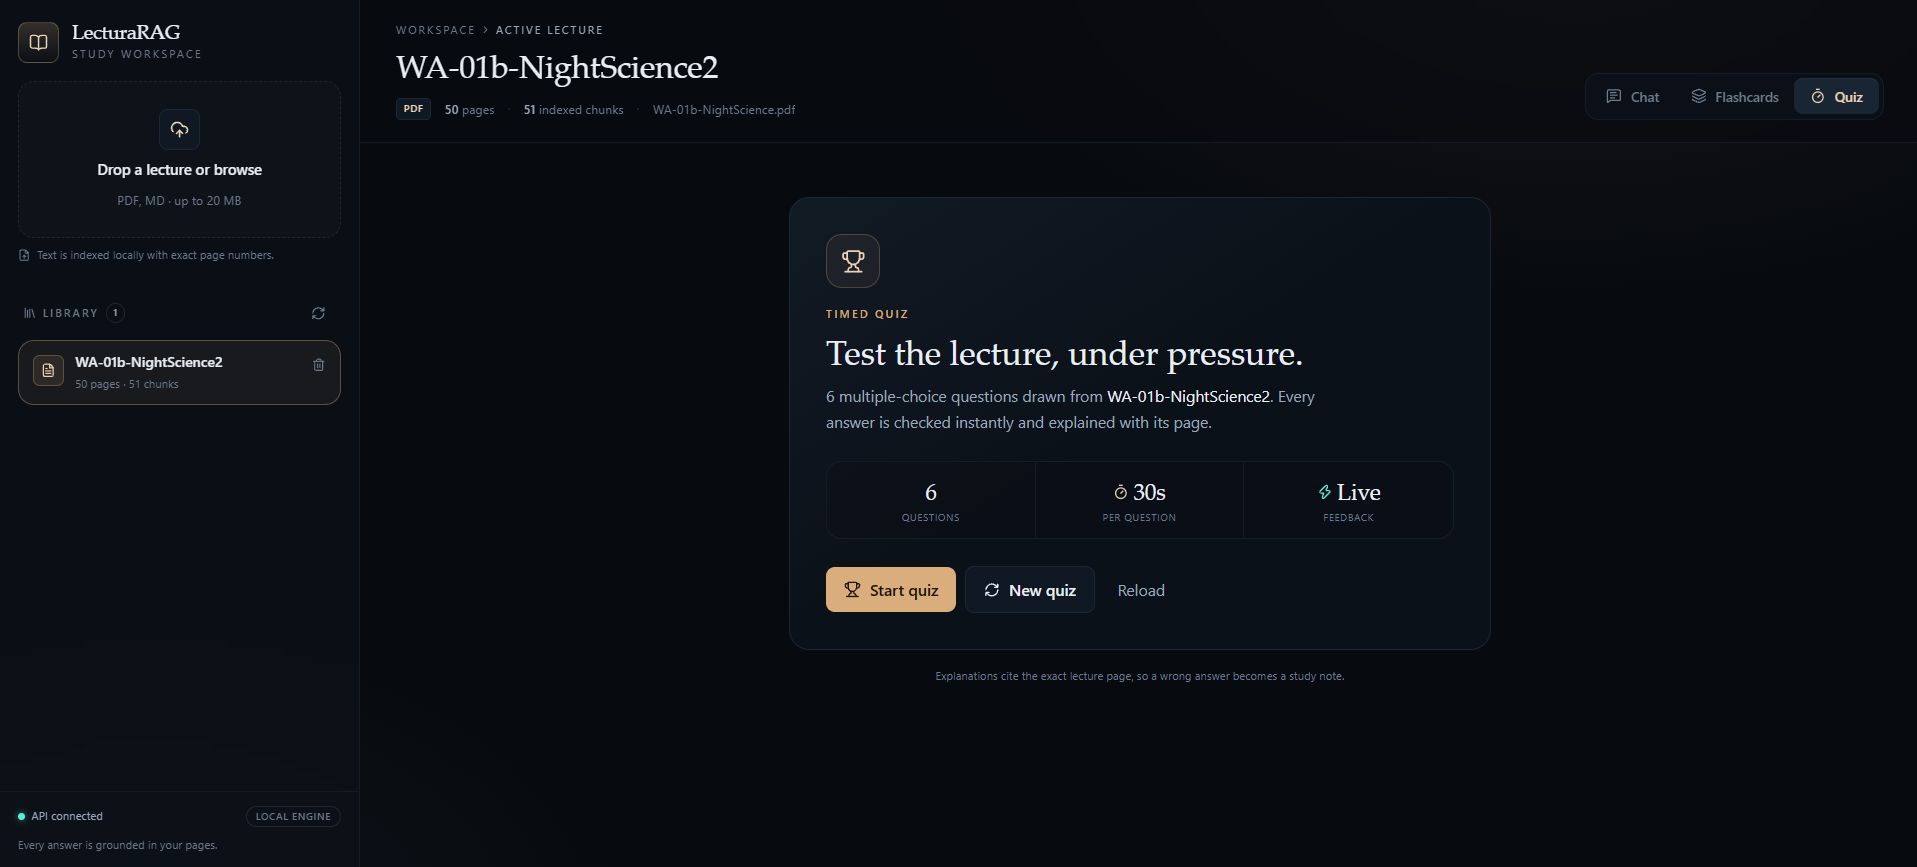 LecturaRAG
STUDY WORKSPACE
Drop a lecture or browse
PDF, MD · up to 20 MB
Text is indexed locally with exact page numbers.
LIBRARY 1
WA-01b-NightScience2
50 pages · 51 chunks
API connected
LOCAL ENGINE
Every answer is grounded in your pages.
WORKSPACE > ACTIVE LECTURE
WA-01b-NightScience2
PDF 50 pages · 51 indexed chunks · WA-01b-NightScience.pdf
Chat
Flashcards
Quiz
TIMED QUIZ
Test the lecture, under pressure.
6 multiple-choice questions drawn from WA-01b-NightScience2. Every
answer is checked instantly and explained with its page.
6
QUESTIONS
30s
PER QUESTION
Live
FEEDBACK
Start quiz
New quiz
Reload
Explanations cite the exact lecture page, so a wrong answer becomes a study note.